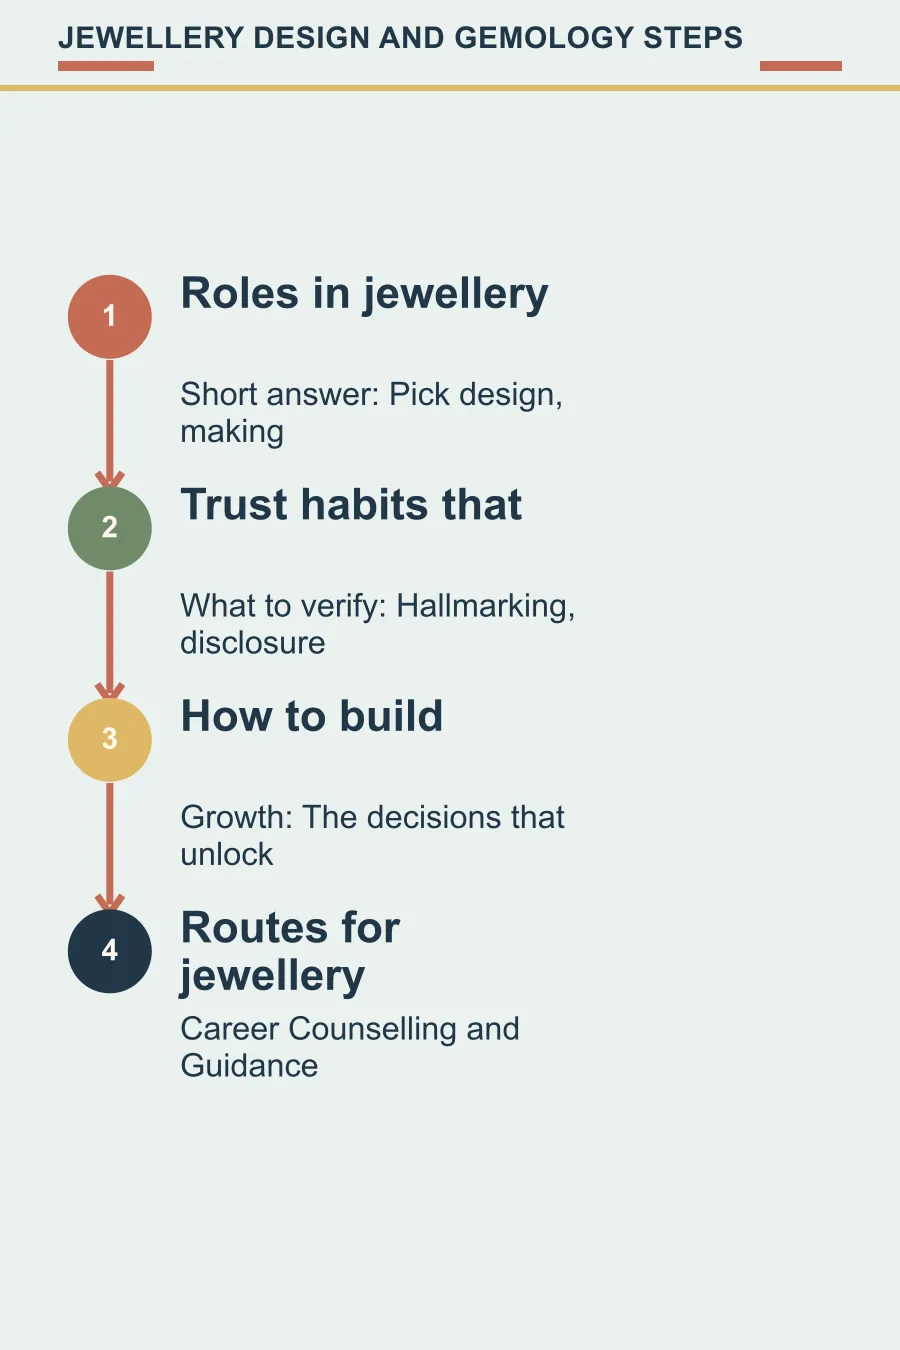 JEWELLERY DESIGN AND GEMOLOGY STEPS
1
Roles in jewellery
Short answer: Pick design,
making
2
Trust habits that
What to verify: Hallmarking,
disclosure
3
How to build
Growth: The decisions that
unlock
4
Routes for
jewellery
Career Counselling and
Guidance